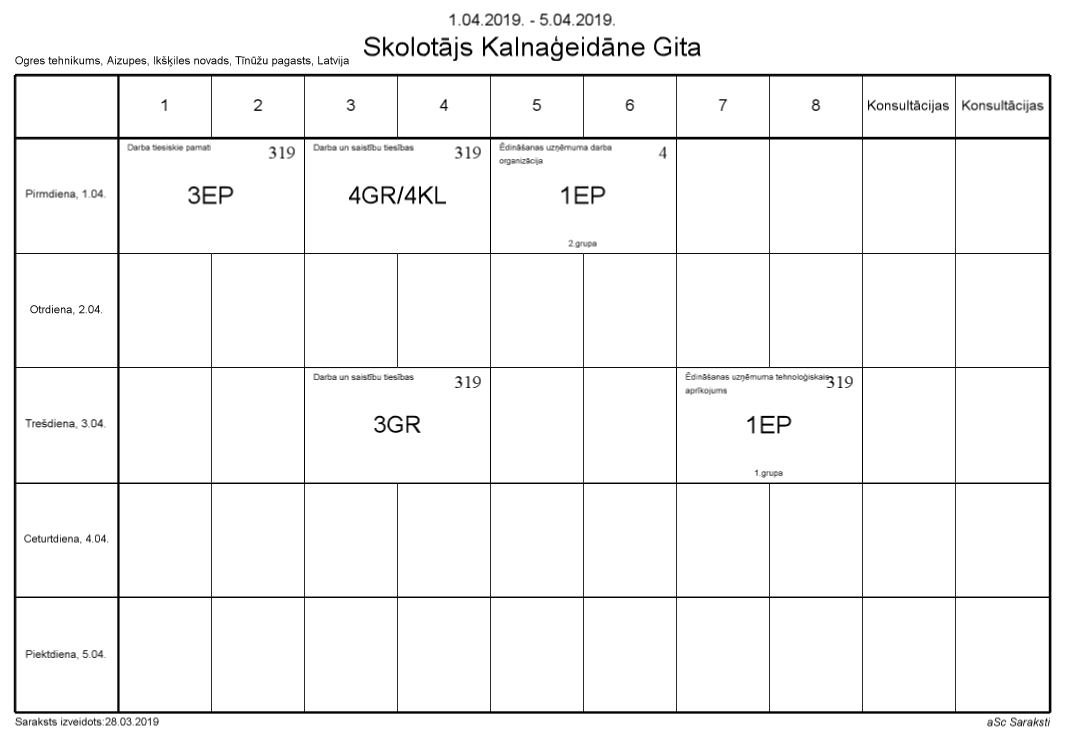 1.04.2019. - 5.04.2019.
Skolotājs Kalnaģeidāne Gita
Ogres tehnikums, Aizupes, Ikšķiles novads, Tīnūžu pagasts, Latvija
1 2 3 4 5 6 7 8 Konsultācijas Konsultācijas
Pirmdiena, 1.04.
Darba tiesiskie pamati 319
3EP
Darba un saistību tiesības 319
4GR/4KL
Ēdināšanas uzņēmuma darba 4
organizācija
1EP
2.grupa
Otrdiena, 2.04.
Trešdiena, 3.04.
Darba un saistību tiesības 319
3GR
Ēdināšanas uzņēmuma tehnoloģiskais 319
aprīkojums
1EP
1.grupa
Ceturtdiena, 4.04.
Piektdiena, 5.04.
Saraksts izveidots:28.03.2019
aSc Saraksti